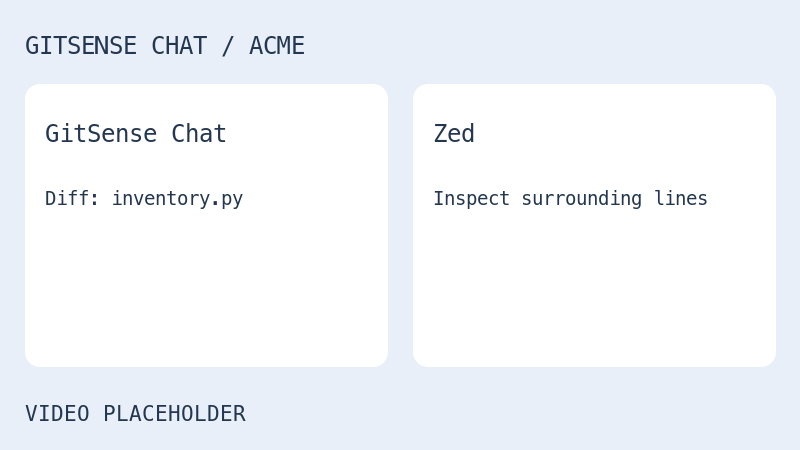 GITSENSE CHAT / ACME
GitSense Chat
Diff: inventory.py
Zed
Inspect surrounding lines
VIDEO PLACEHOLDER